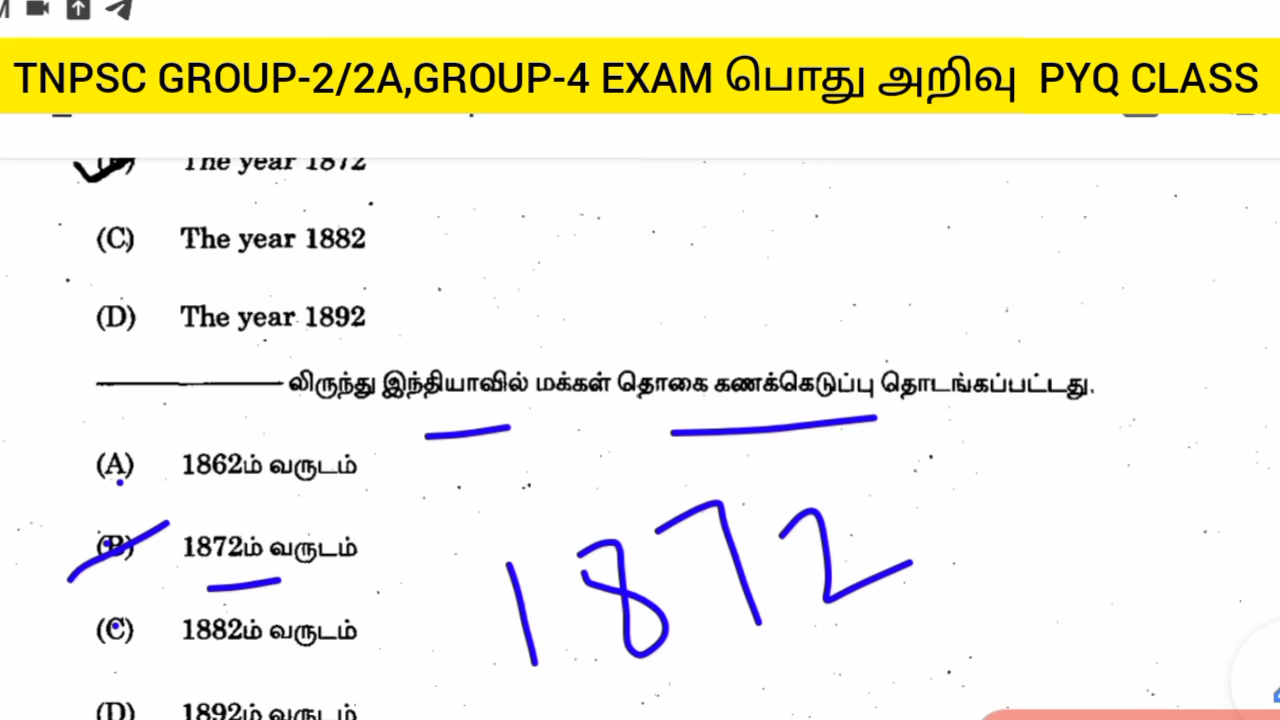 TNPSC GROUP-2/2A,GROUP-4 EXAM பொது அறிவு PYQ CLASS
The year 1872
(C) The year 1882
(D) The year 1892
லிருந்து இந்தியாவில் மக்கள் தொகை கணக்கெடுப்பு தொடங்கப்பட்டது.
(A) 1862ம் வருடம்
(B) 1872ம் வருடம்
1872
(C) 1882ம் வருடம்
(D) 1892ம் வருடம்